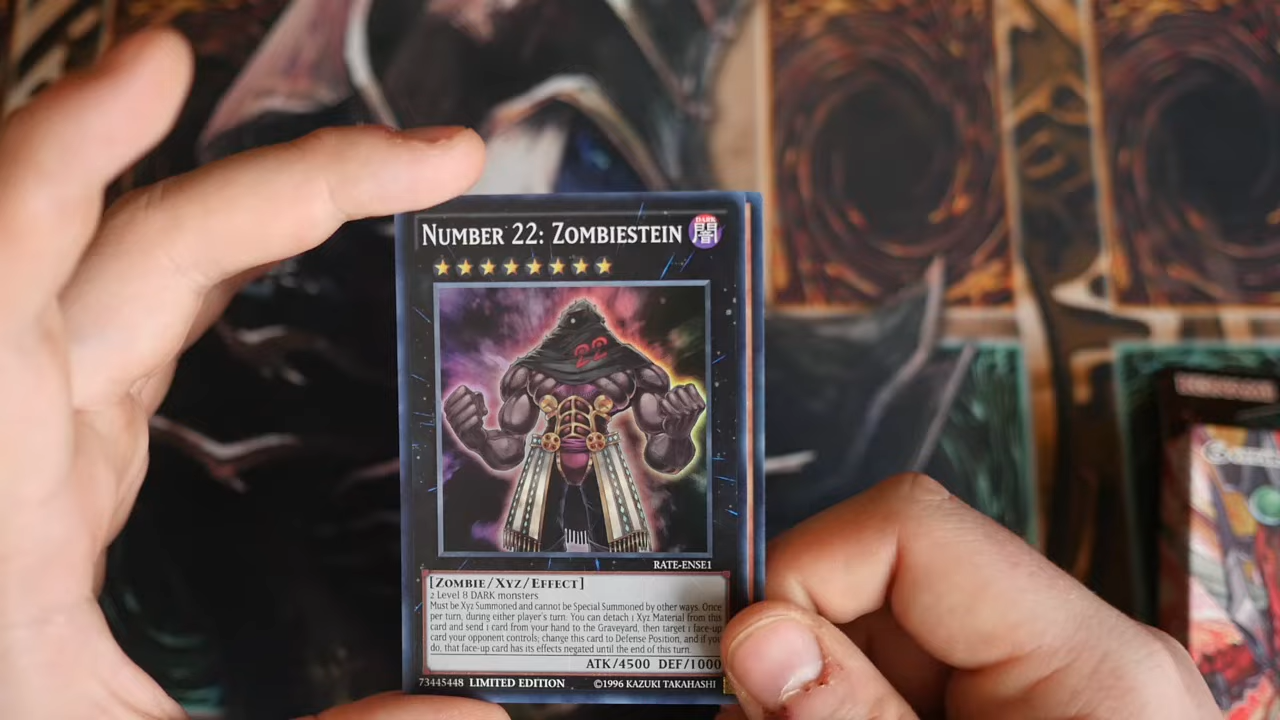 NUMBER 22: ZOMBIESTEIN
DARK
闇
22
RATE-ENSE1
[ZOMBIE/XYZ/EFFECT]
2 Level 8 DARK monsters
Must be Xyz Summoned and cannot be Special Summoned by other ways. Once
per turn, during either player's turn: You can detach 1 Xyz Material from this
card and send 1 card from your hand to the Graveyard, then target 1 face-up
card your opponent controls; change this card to Defense Position, and if you
do, that face-up card has its effects negated until the end of this turn.
ATK/4500 DEF/1000
73445448 LIMITED EDITION ©1996 KAZUKI TAKAHASHI